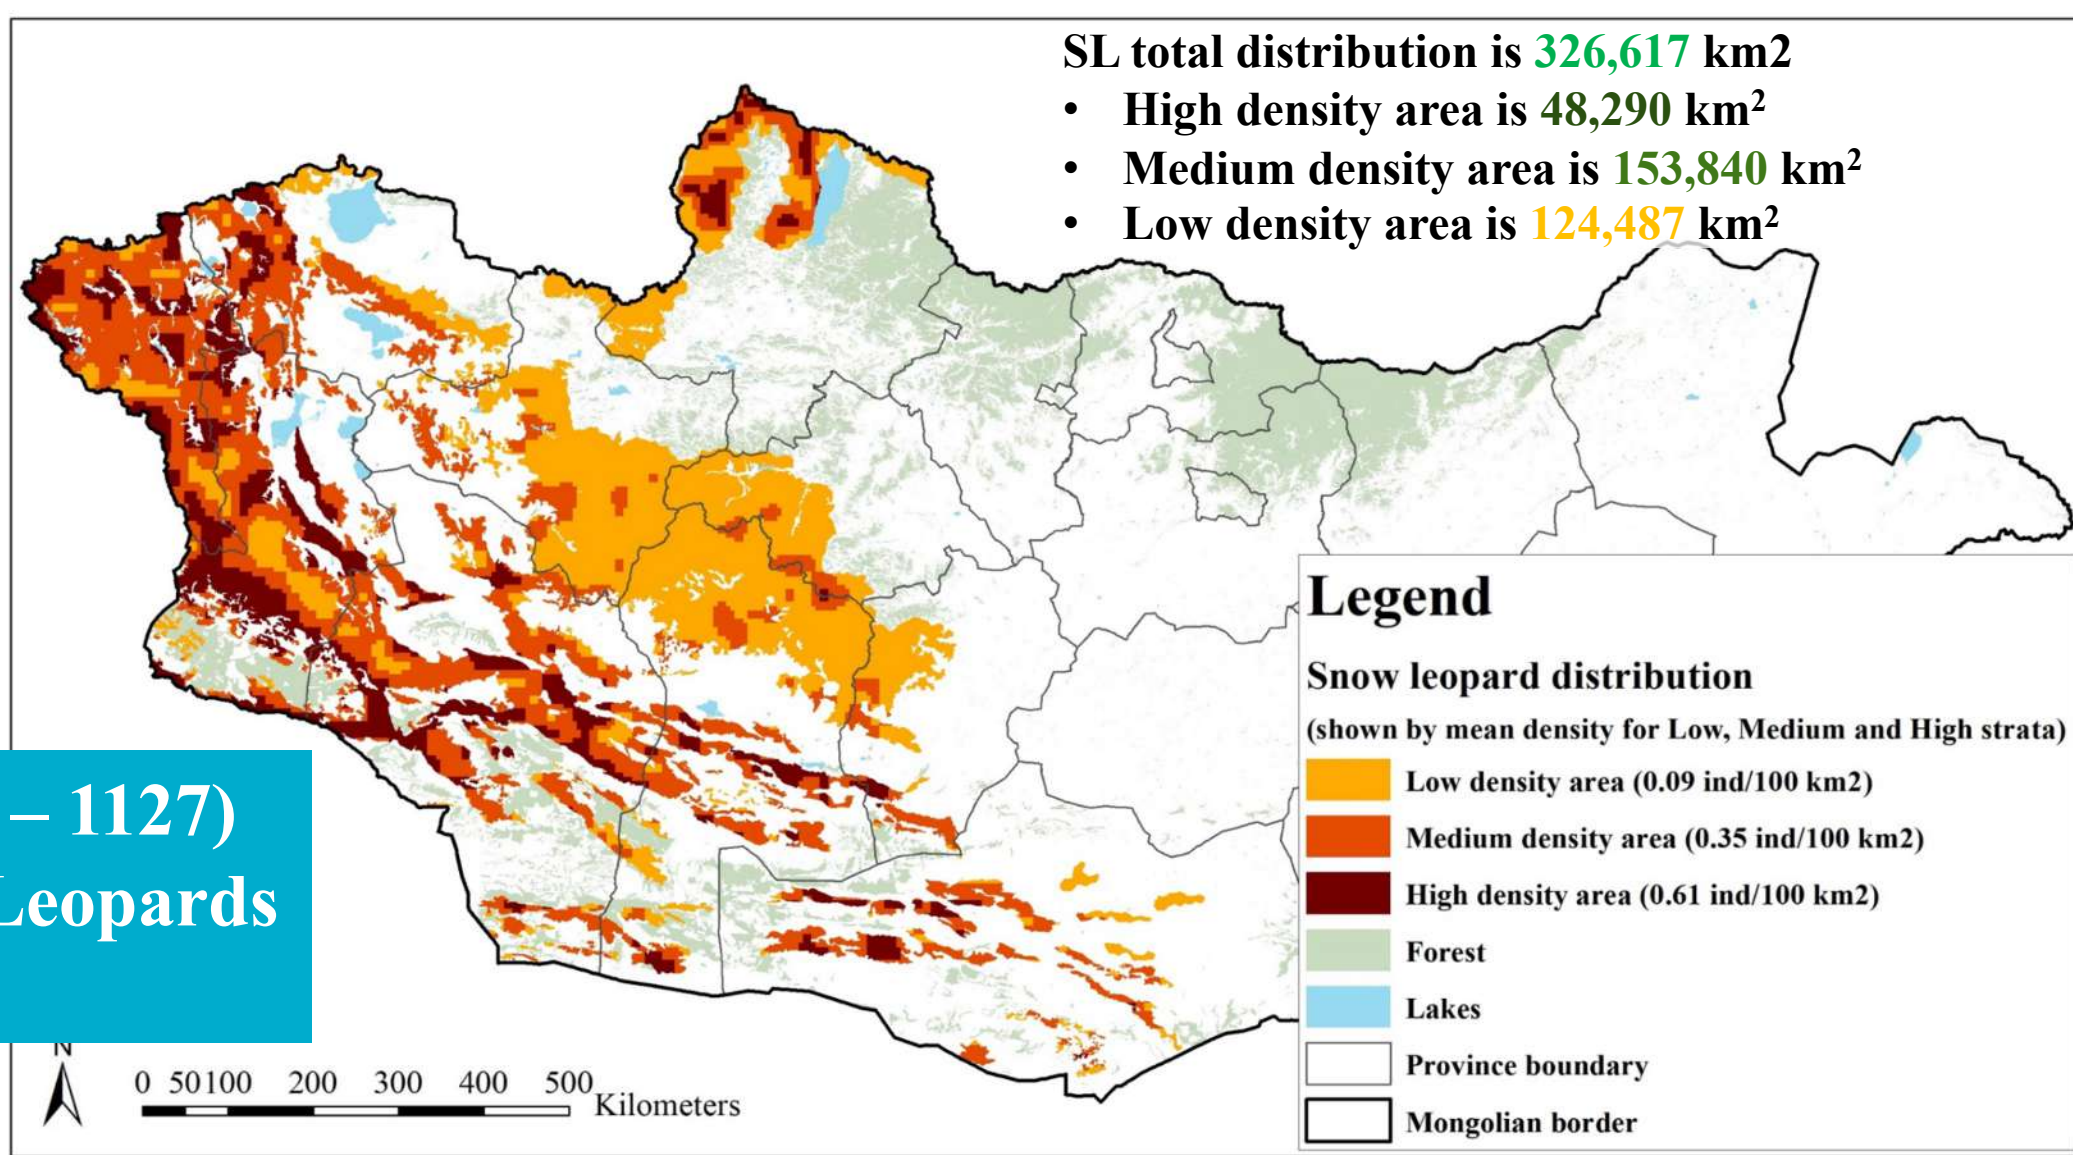 SL total distribution is 326,617 km2
• High density area is 48,290 km²
• Medium density area is 153,840 km²
• Low density area is 124,487 km²
Legend
Snow leopard distribution
(shown by mean density for Low, Medium and High strata)
Low density area (0.09 ind/100 km2)
Medium density area (0.35 ind/100 km2)
High density area (0.61 ind/100 km2)
Forest
Lakes
Province boundary
Mongolian border
– 1127)
Leopards
N
0 50 100 200 300 400 500
Kilometers